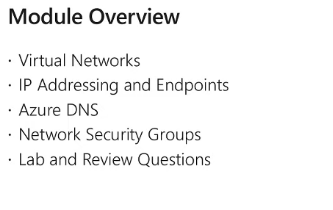 Module Overview
· Virtual Networks
· IP Addressing and Endpoints
· Azure DNS
· Network Security Groups
· Lab and Review Questions